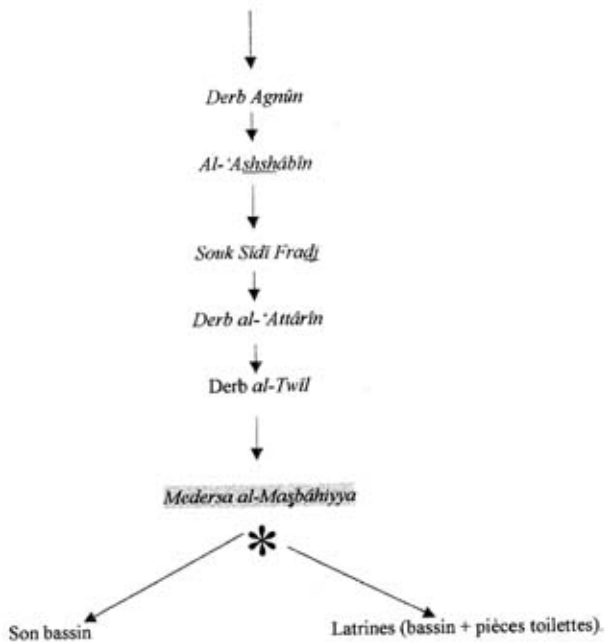 Derb Agnûn
Al-‘Ashshâbîn
Souk Sîdî Fradj
Derb al-‘Attârîn
Derb al-Twîl
Medersa al-Maṣbâhiyya
*
Son bassin
Latrines (bassin + pièces toilettes).